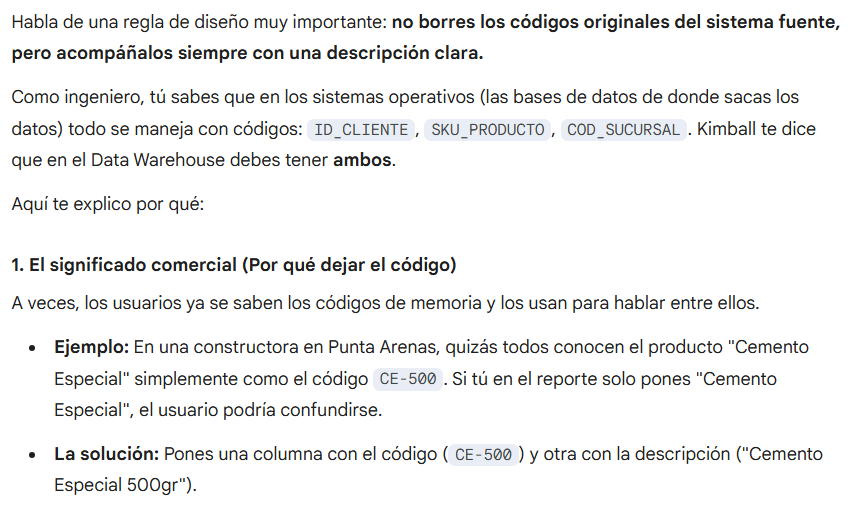 Habla de una regla de diseño muy importante: no borres los códigos originales del sistema fuente,
pero acompáñalos siempre con una descripción clara.
Como ingeniero, tú sabes que en los sistemas operativos (las bases de datos de donde sacas los
datos) todo se maneja con códigos: ID_CLIENTE, SKU_PRODUCTO, COD_SUCURSAL. Kimball te dice
que en el Data Warehouse debes tener ambos.
Aquí te explico por qué:
1. El significado comercial (Por qué dejar el código)
A veces, los usuarios ya se saben los códigos de memoria y los usan para hablar entre ellos.
• Ejemplo: En una constructora en Punta Arenas, quizás todos conocen el producto "Cemento
Especial" simplemente como el código CE-500. Si tú en el reporte solo pones "Cemento
Especial", el usuario podría confundirse.
• La solución: Pones una columna con el código (CE-500) y otra con la descripción ("Cemento
Especial 500gr").